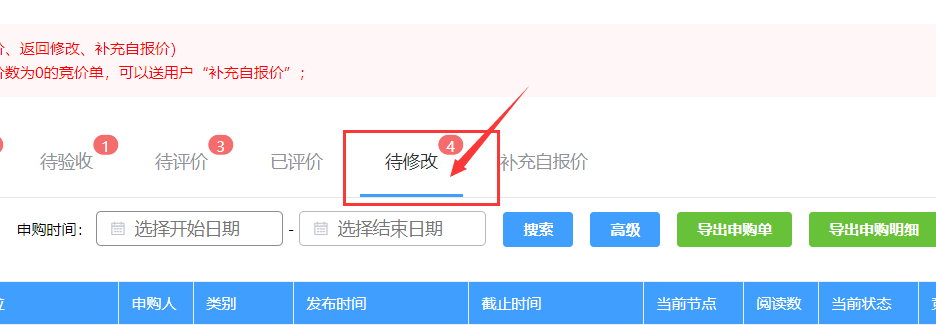 、返回修改、补充自报价)
价数为0的竞价单，可以送用户“补充自报价”；
待验收 1 待评价 3 已评价 待修改 4 补充自报价
申购时间： 选择开始日期 - 选择结束日期 搜索 高级 导出申购单 导出申购明细
申购人 类别 发布时间 截止时间 当前节点 阅读数 当前状态